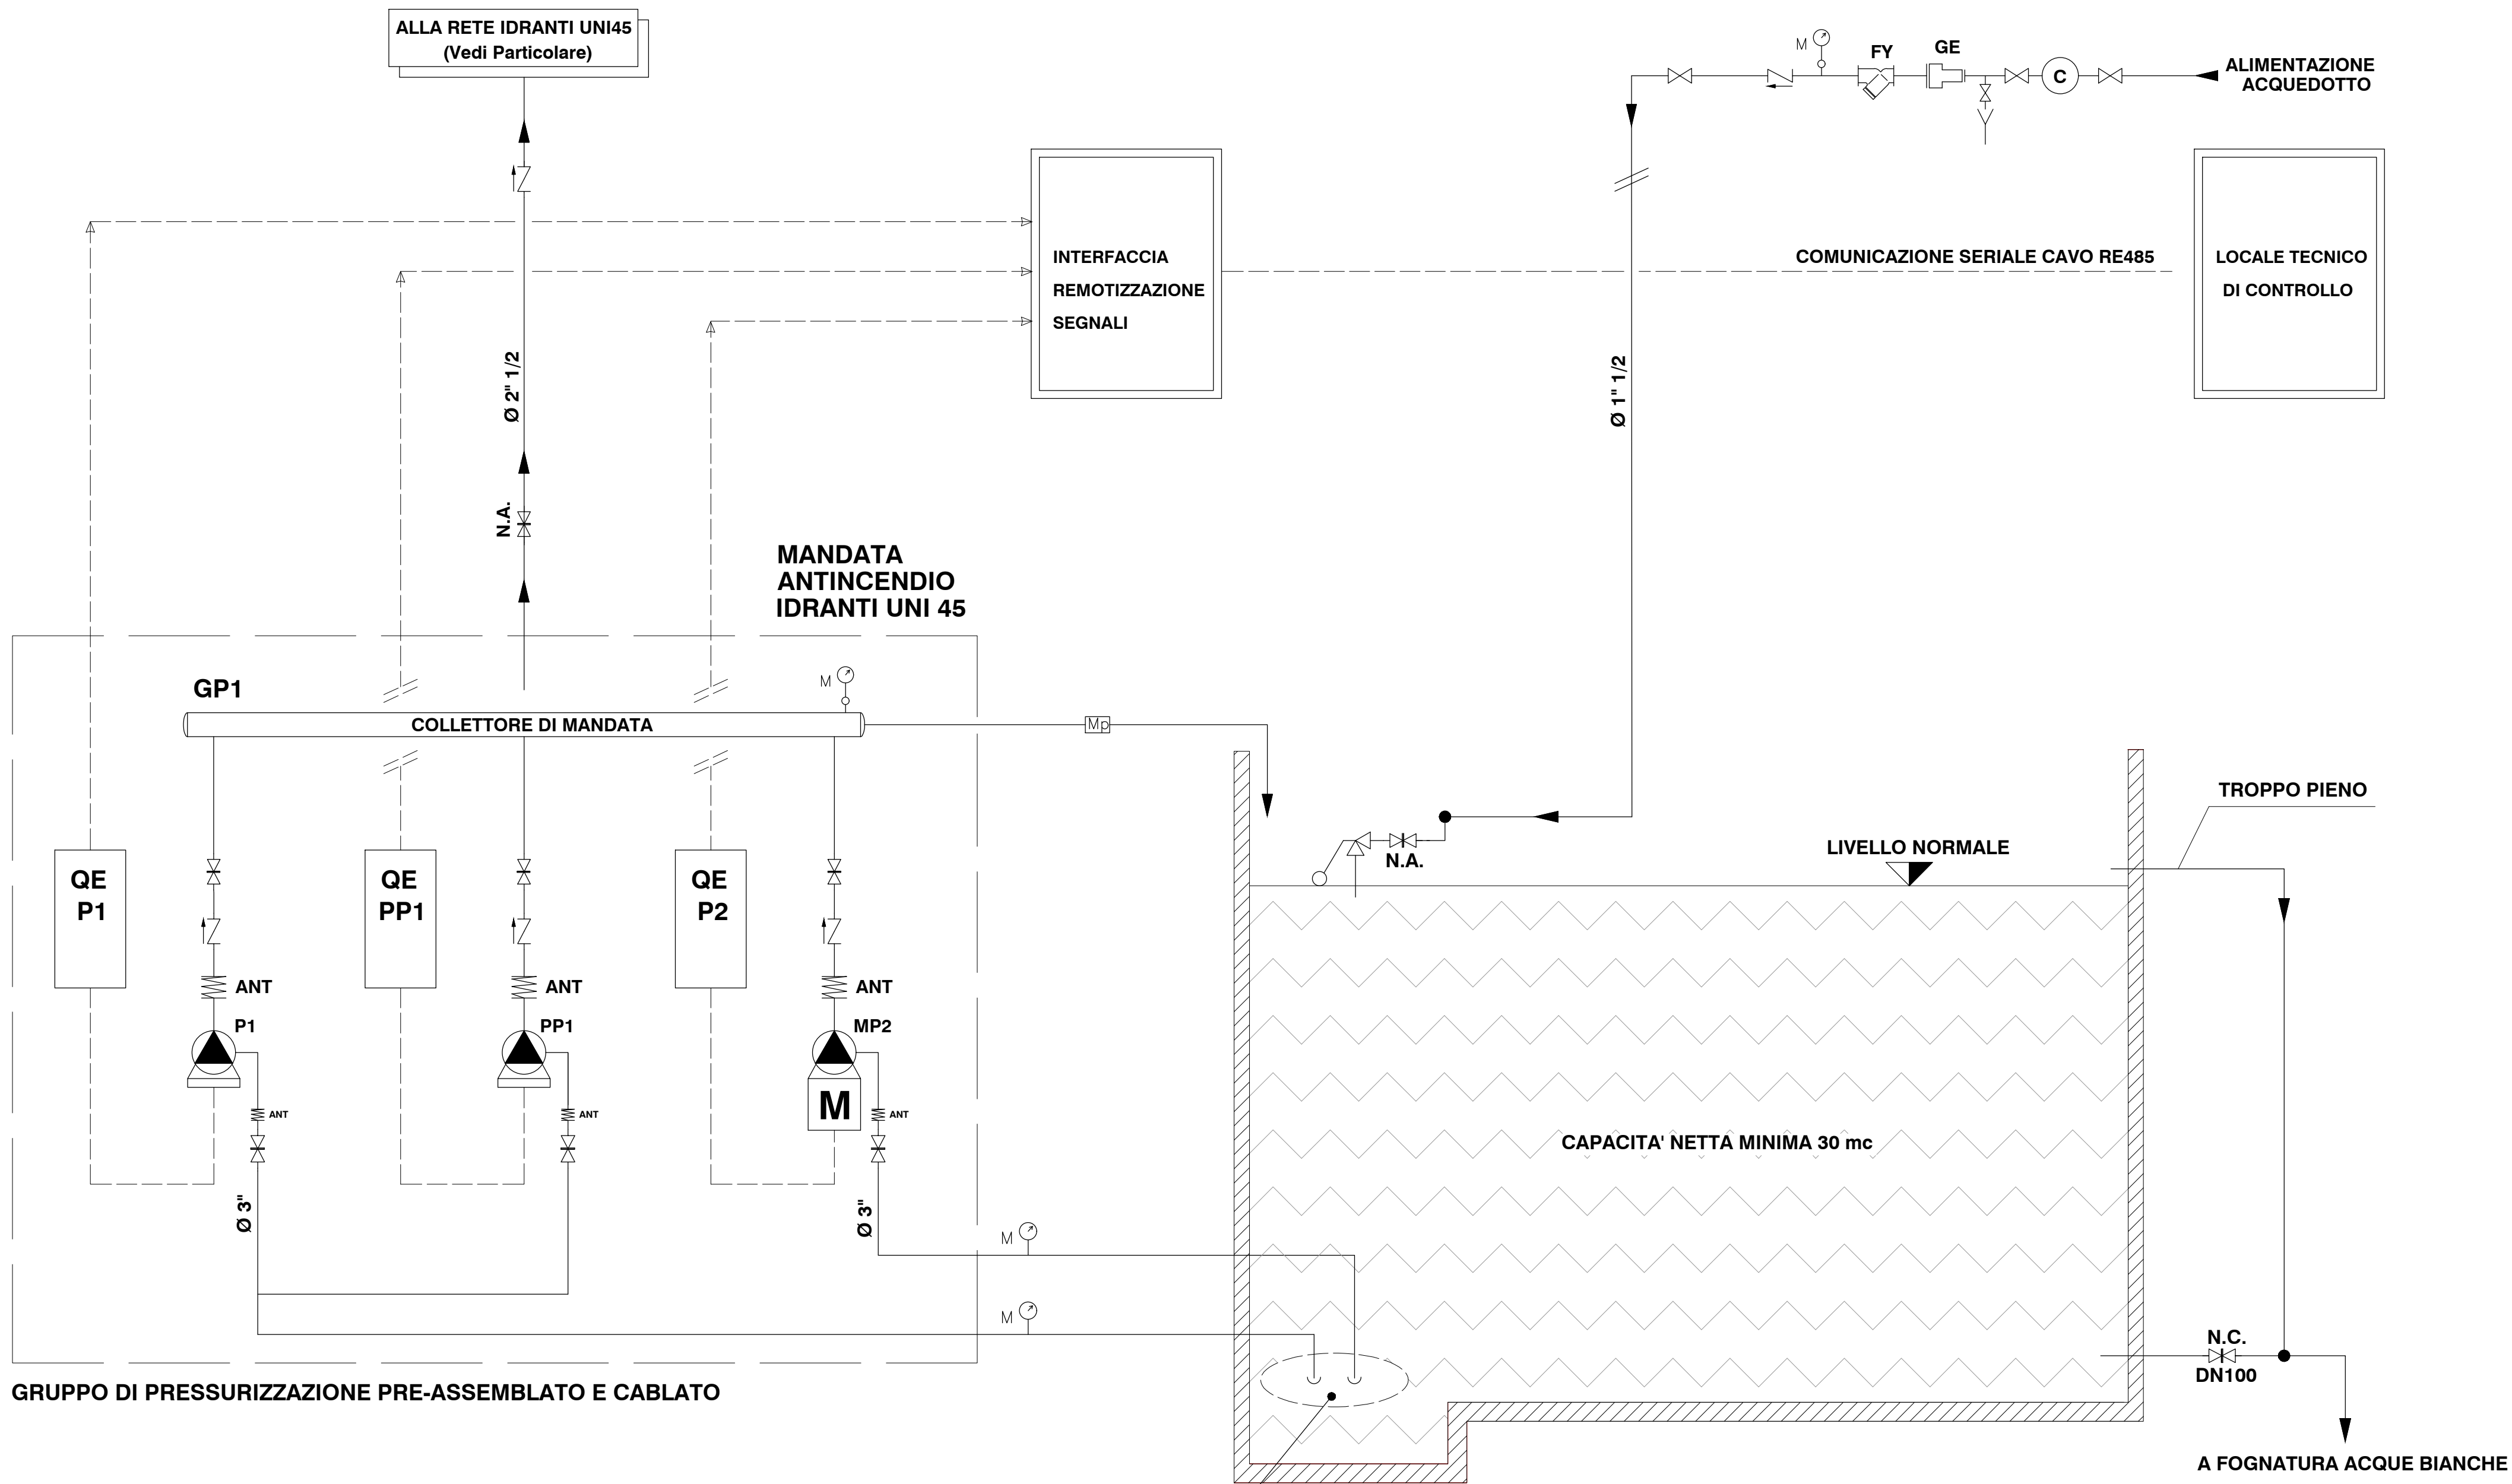 ALLA RETE IDRANTI UNI45
(Vedi Particolare)
M
FY
GE
C
ALIMENTAZIONE
ACQUEDOTTO
INTERFACCIA
REMOTIZZAZIONE
SEGNALI
COMUNICAZIONE SERIALE CAVO RE485
LOCALE TECNICO
DI CONTROLLO
Ø 2" 1/2
Ø 1" 1/2
N.A.
MANDATA
ANTINCENDIO
IDRANTI UNI 45
GP1
M
COLLETTORE DI MANDATA
Mp
TROPPO PIENO
LIVELLO NORMALE
N.A.
QE
P1
QE
PP1
QE
P2
ANT
ANT
ANT
P1
PP1
MP2
M
ANT
ANT
ANT
CAPACITA' NETTA MINIMA 30 mc
Ø 3"
Ø 3"
M
M
N.C.
DN100
GRUPPO DI PRESSURIZZAZIONE PRE-ASSEMBLATO E CABLATO
A FOGNATURA ACQUE BIANCHE